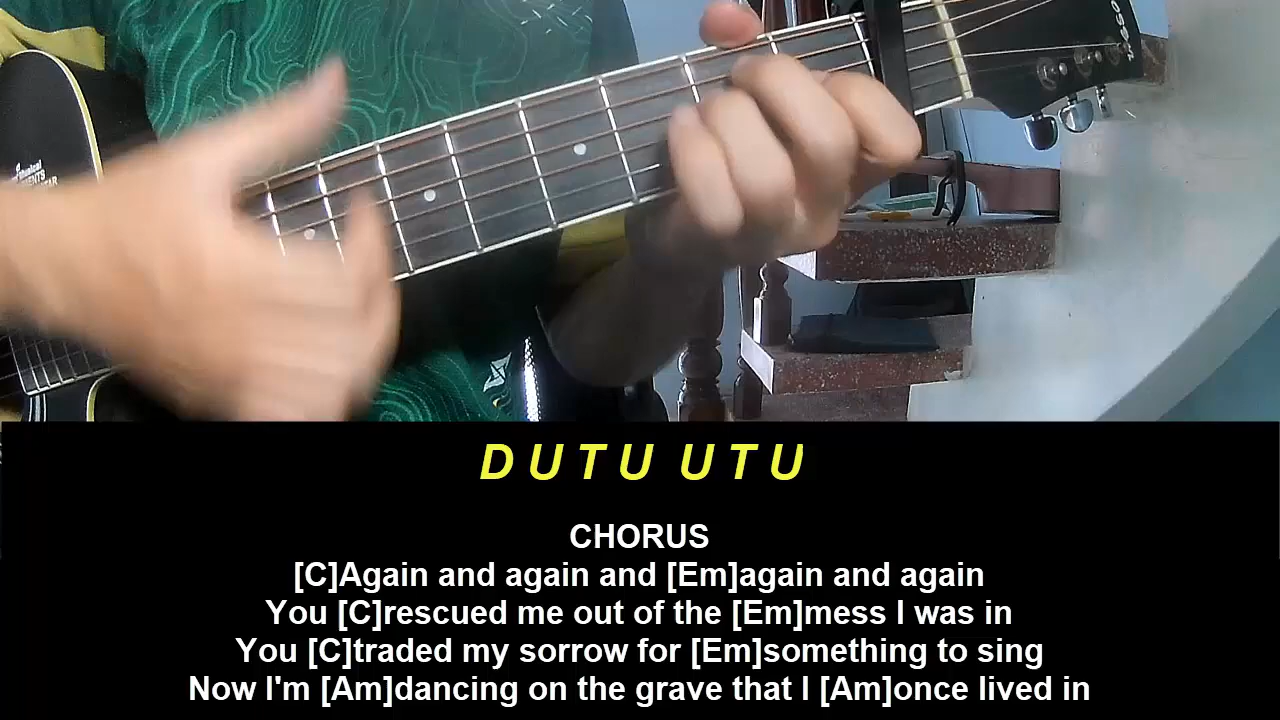 D U T U U T U
CHORUS
[C]Again and again and [Em]again and again
You [C]rescued me out of the [Em]mess I was in
You [C]traded my sorrow for [Em]something to sing
Now I'm [Am]dancing on the grave that I [Am]once lived in